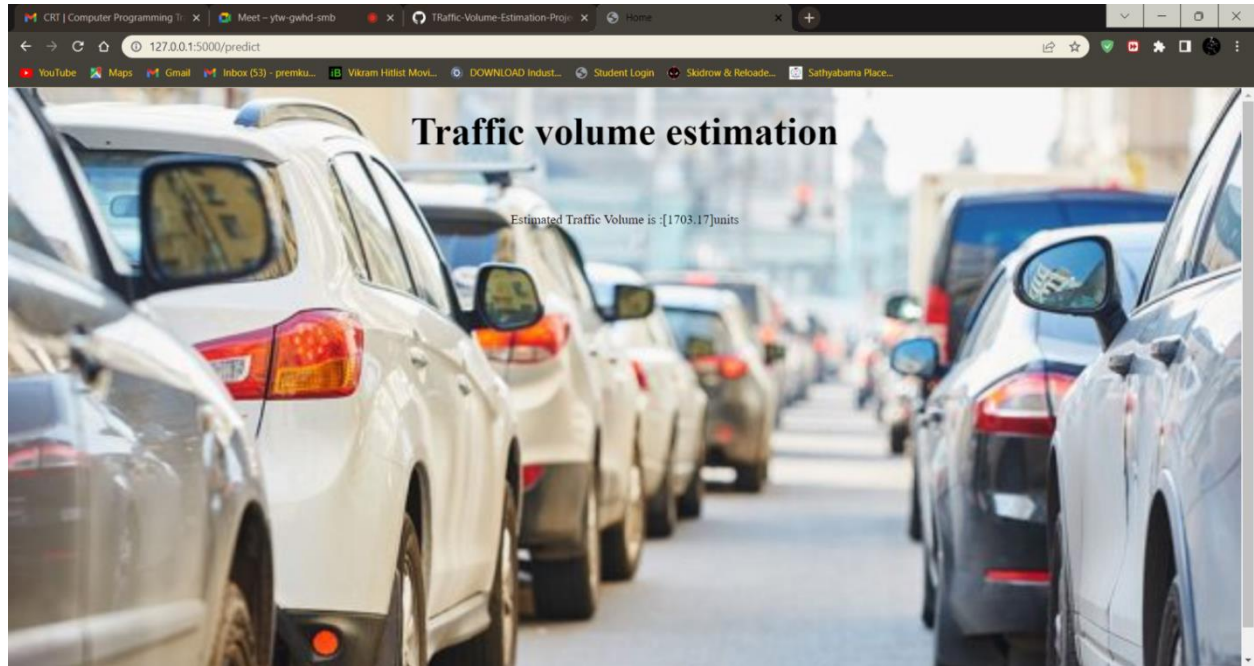 CRT | Computer Programming Tr
Meet – ytw-gwhd-smb
TRaffic-Volume-Estimation-Proje
Home
127.0.0.1:5000/predict
YouTube Maps Gmail Inbox (53) - premku... Vikram Hitlist Movi... DOWNLOAD Indust... Student Login Skidrow & Reloade... Sathyabama Place...
Traffic volume estimation
Estimated Traffic Volume is :[1703.17]units